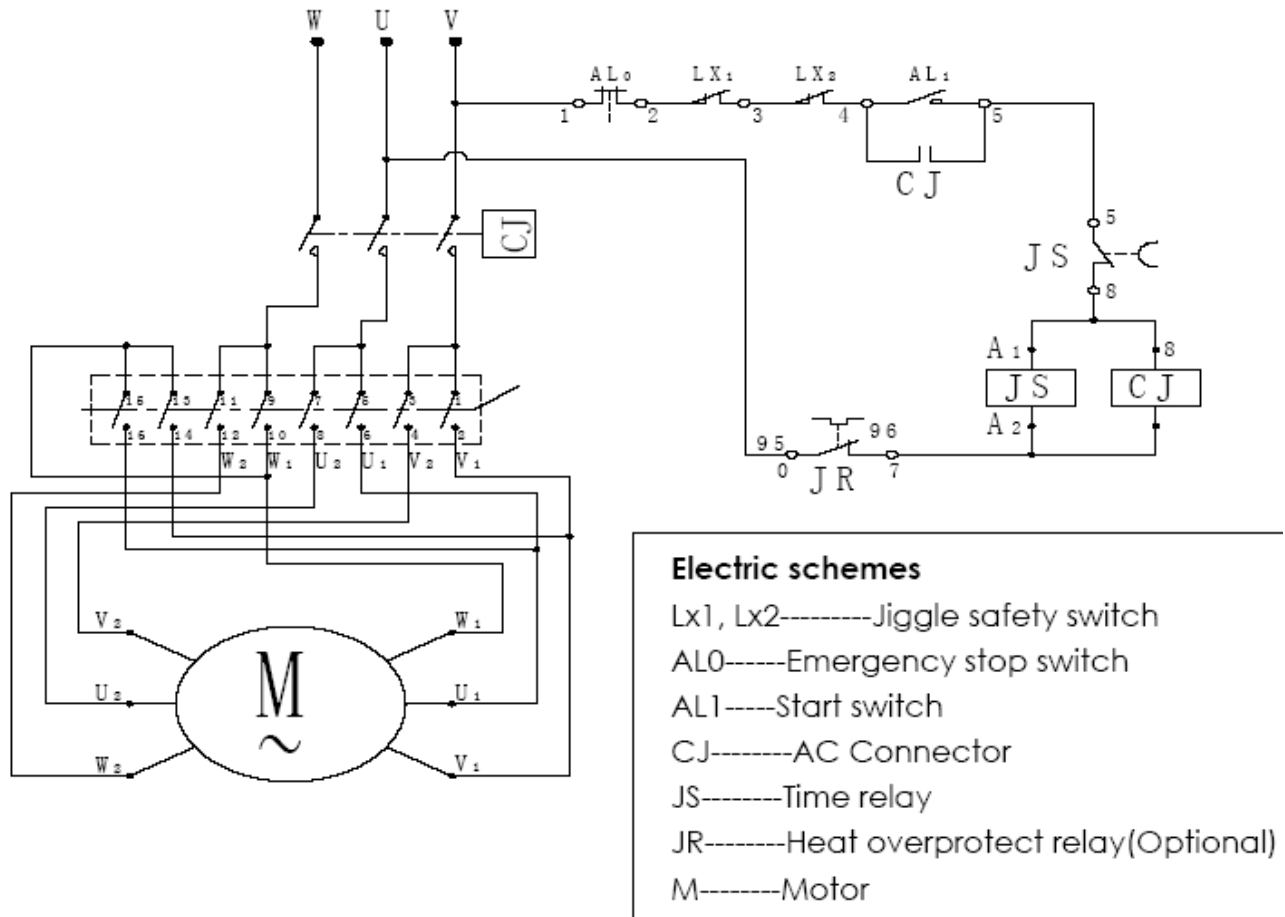 W U V
AL0 LX1 LX2 AL1
1 2 3 4 5
CJ
CJ
5
JS
8
A1 8
JS CJ
A2
95 96
0 JR 7
15 13 11 9 7 6 3 1
16 14 12 10 8 6 4 2
W2 W1 U2 U1 V2 V1
V2 W1
M
U2 U1
~
W2 V1
Electric schemes
Lx1, Lx2---------Jiggle safety switch
AL0------Emergency stop switch
AL1-----Start switch
CJ--------AC Connector
JS--------Time relay
JR--------Heat overprotect relay(Optional)
M--------Motor